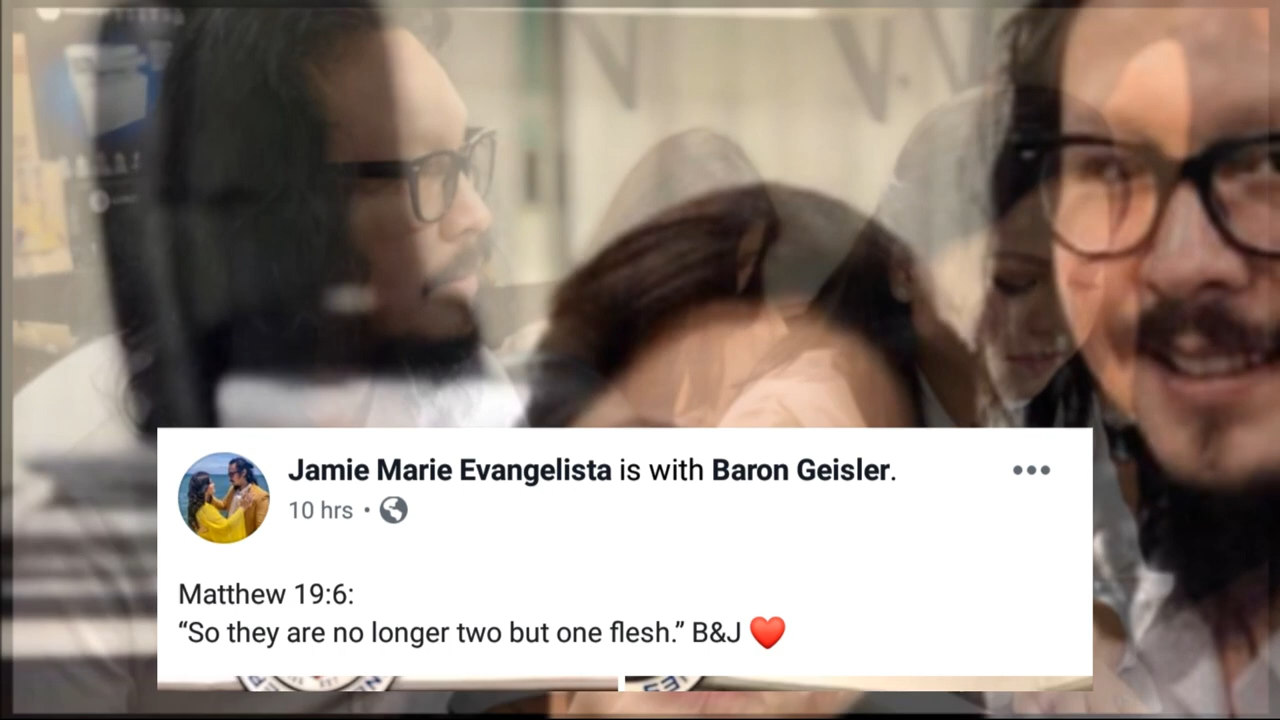 Jamie Marie Evangelista is with Baron Geisler.
10 hrs •
Matthew 19:6:
“So they are no longer two but one flesh.” B&J ❤️